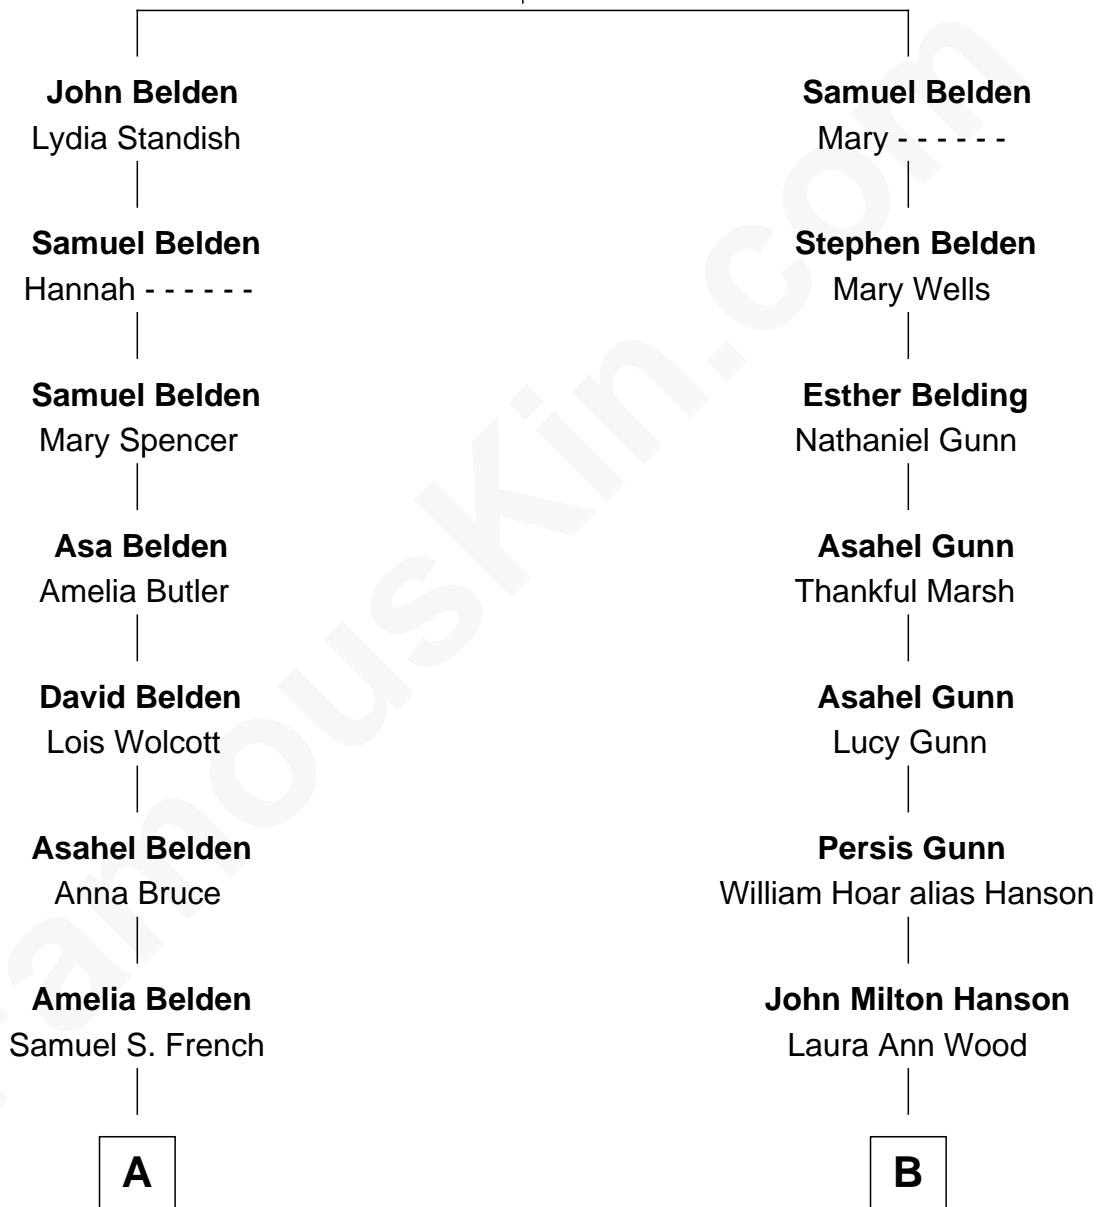 John Belden
Lydia Standish
Samuel Belden
Hannah - - - - - -
Samuel Belden
Mary Spencer
Asa Belden
Amelia Butler
David Belden
Lois Wolcott
Asahel Belden
Anna Bruce
Amelia Belden
Samuel S. French
A
Samuel Belden
Mary - - - - - -
Stephen Belden
Mary Wells
Esther Belding
Nathaniel Gunn
Asahel Gunn
Thankful Marsh
Asahel Gunn
Lucy Gunn
Persis Gunn
William Hoar alias Hanson
John Milton Hanson
Laura Ann Wood
B
FamousKin.com